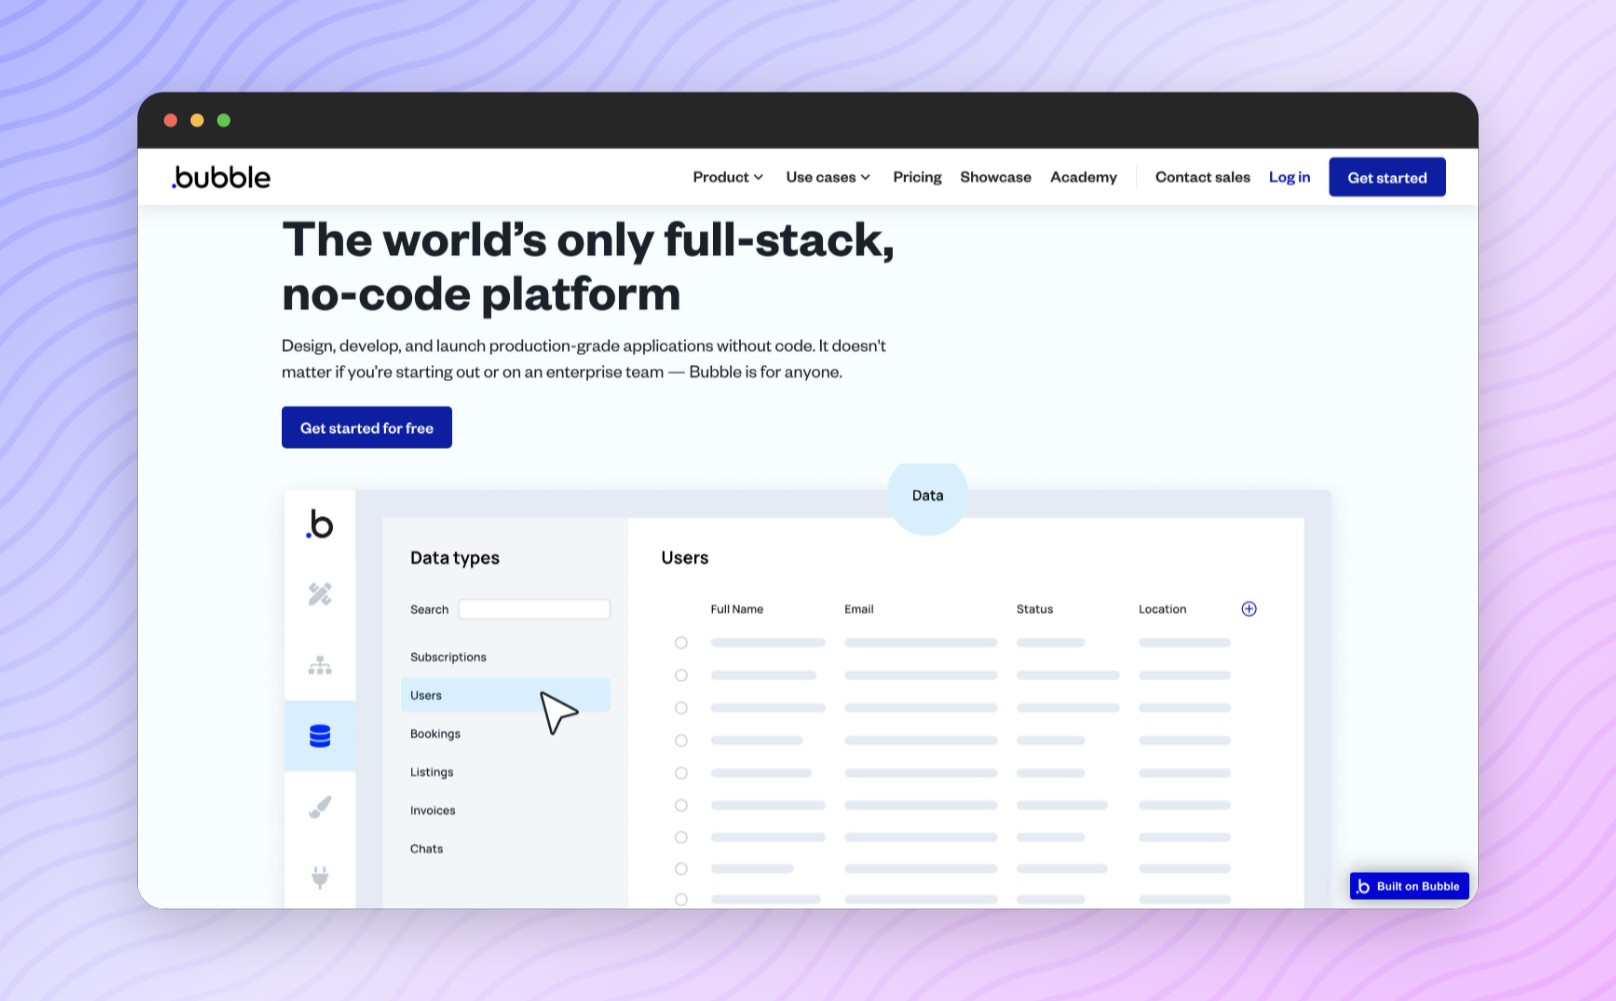 .bubble
Product
Use cases
Pricing
Showcase
Academy
Contact sales
Log in
Get started
The world’s only full-stack,
no-code platform
Design, develop, and launch production-grade applications without code. It doesn't
matter if you’re starting out or on an enterprise team — Bubble is for anyone.
Get started for free
Data
.b
Data types
Search
Subscriptions
Users
Bookings
Listings
Invoices
Chats
Users
Full Name Email Status Location
.b Built on Bubble